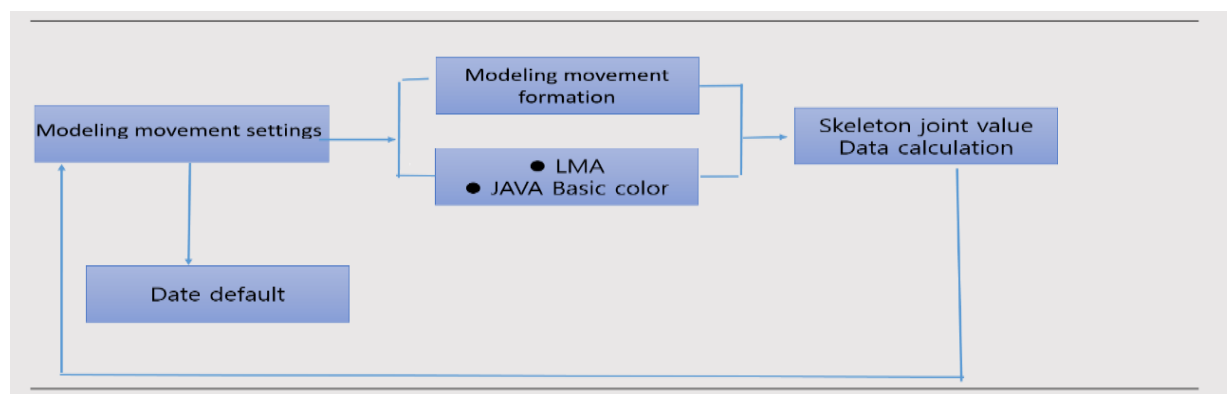 Modeling movement settings
Modeling movement
formation
● LMA
● JAVA Basic color
Skeleton joint value
Data calculation
Date default